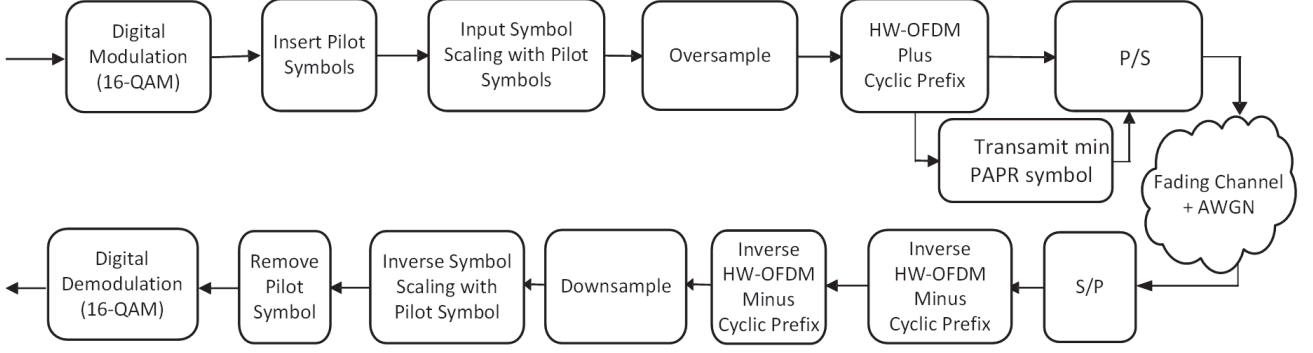 Digital
Modulation
(16-QAM)
Insert Pilot
Symbols
Input Symbol
Scaling with Pilot
Symbols
Oversample
HW-OFDM
Plus
Cyclic Prefix
P/S
Transamit min
PAPR symbol
Fading Channel
+ AWGN
Digital
Demodulation
(16-QAM)
Remove
Pilot
Symbol
Inverse Symbol
Scaling with
Pilot Symbol
Downsample
Inverse
HW-OFDM
Minus
Cyclic Prefix
Inverse
HW-OFDM
Minus
Cyclic Prefix
S/P